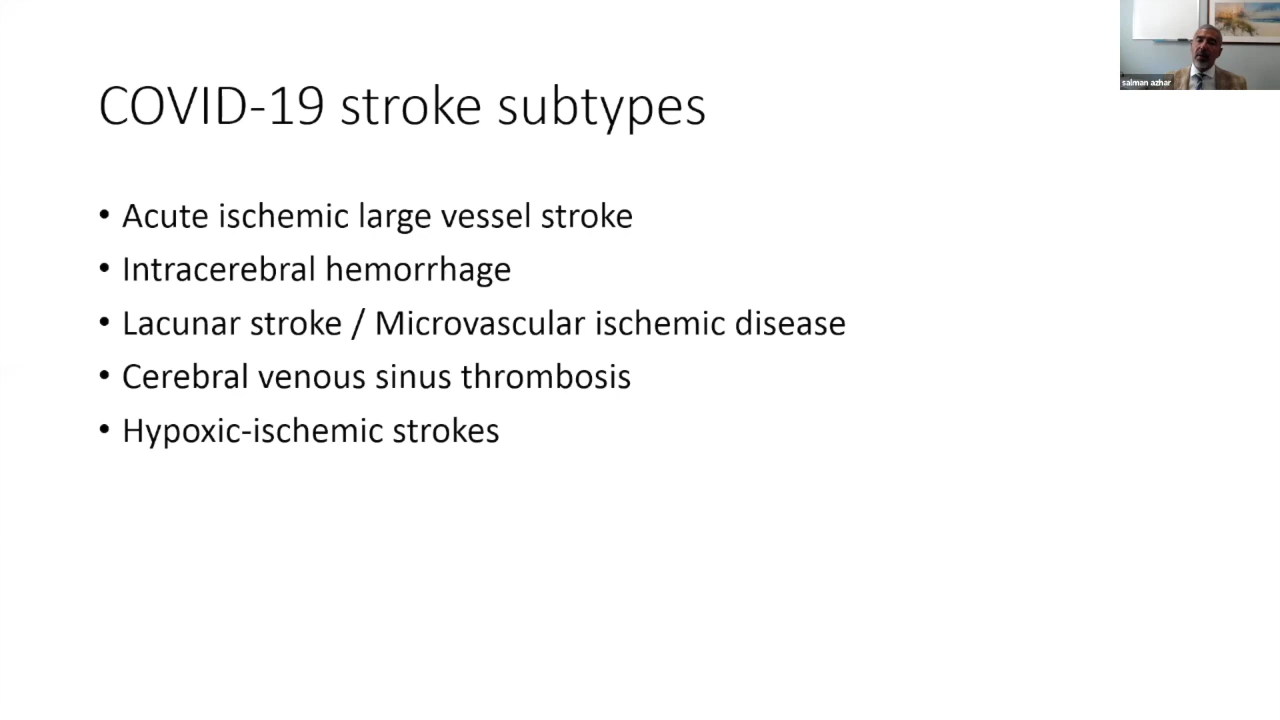 COVID-19 stroke subtypes
• Acute ischemic large vessel stroke
• Intracerebral hemorrhage
• Lacunar stroke / Microvascular ischemic disease
• Cerebral venous sinus thrombosis
• Hypoxic-ischemic strokes
salman azhar